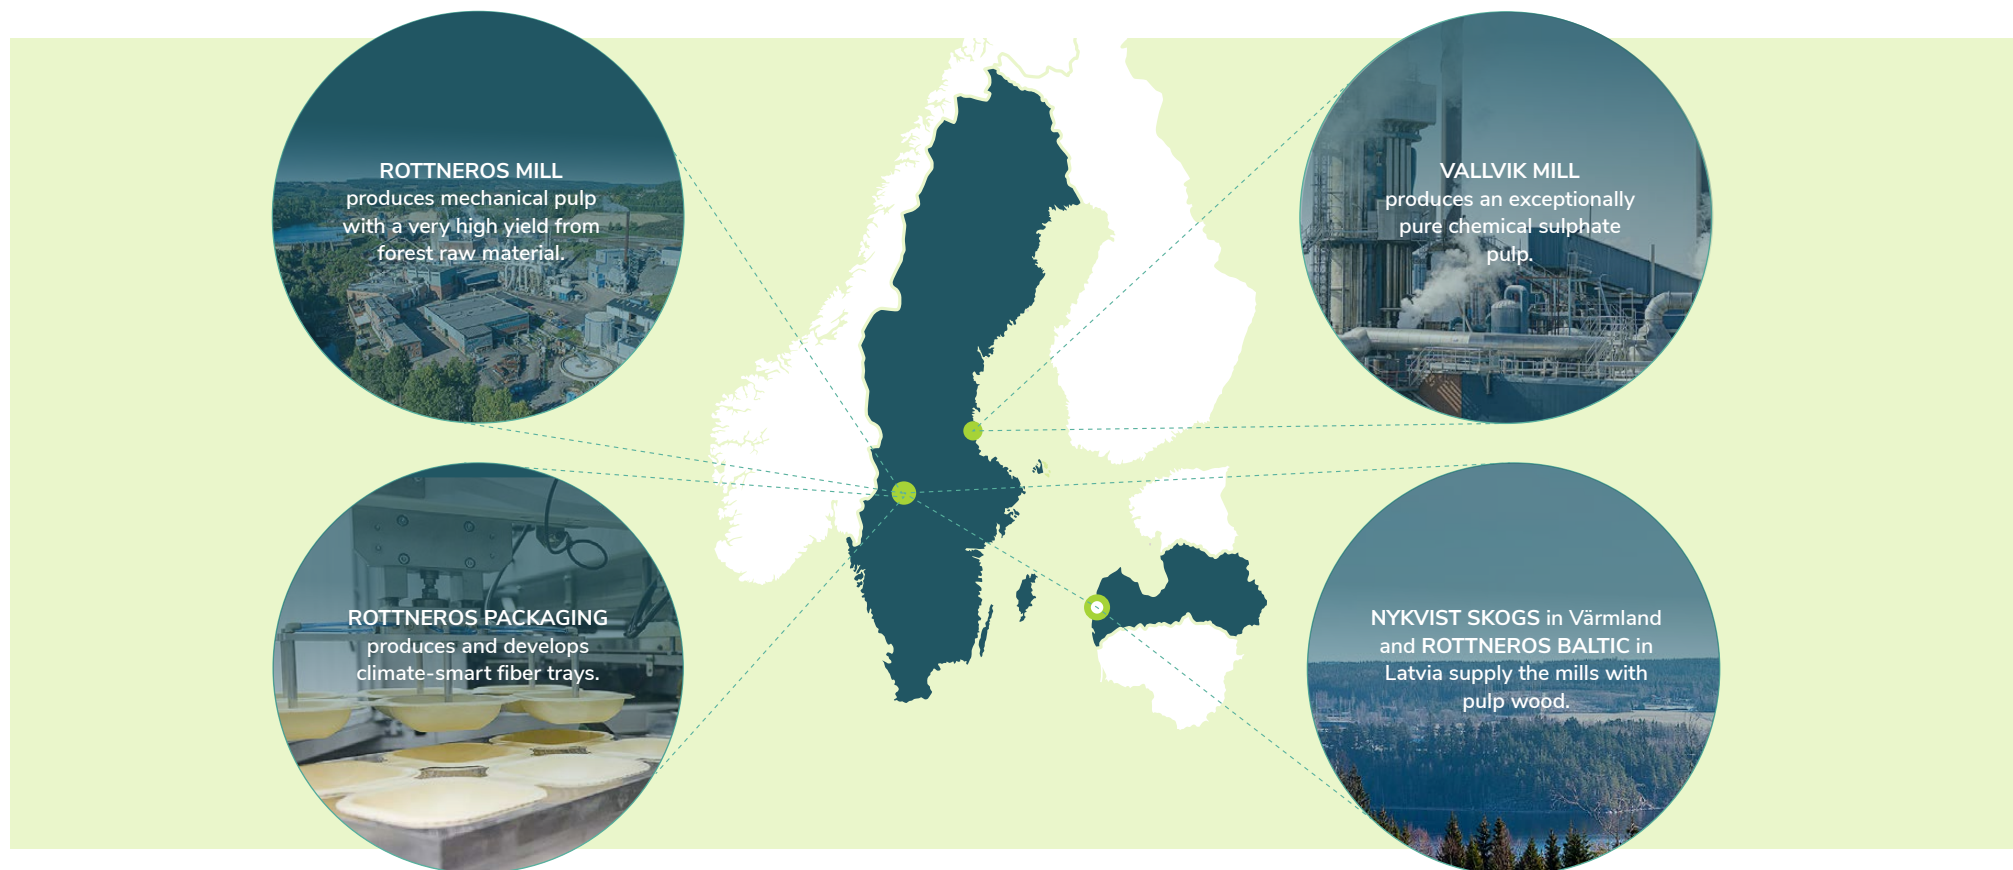 ROTTNEROS MILL
produces mechanical pulp
with a very high yield from
forest raw material.
VALLVIK MILL
produces an exceptionally
pure chemical sulphate
pulp.
ROTTNEROS PACKAGING
produces and develops
climate-smart fiber trays.
NYKVIST SKOGS in Värmland
and ROTTNEROS BALTIC in
Latvia supply the mills with
pulp wood.